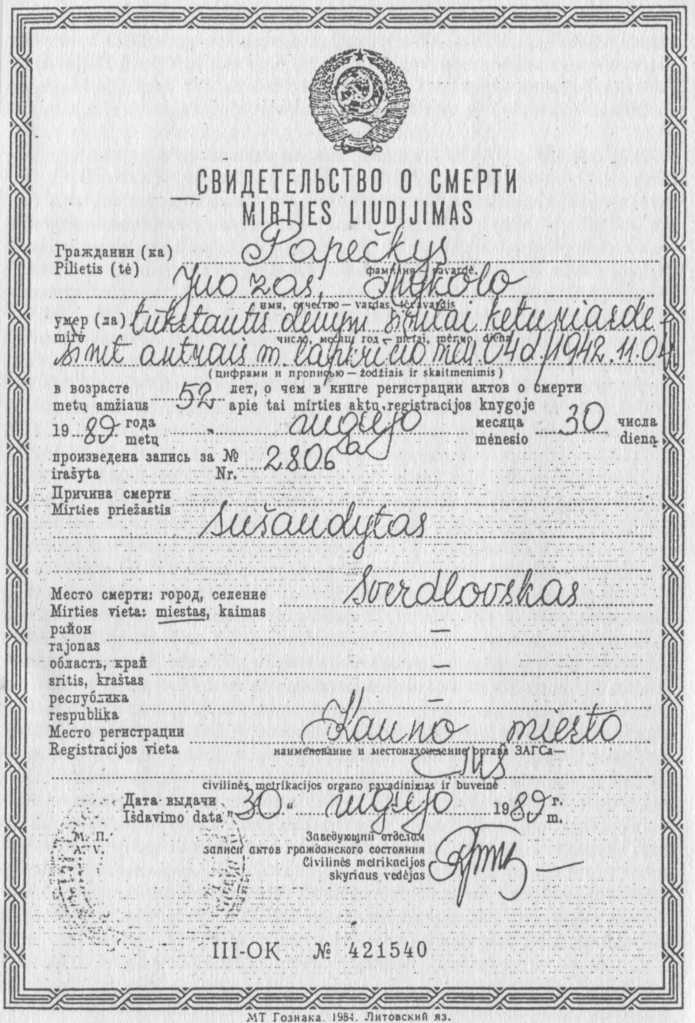 СВИДЕТЕЛЬСТВО О СМЕРТИ
MIRTIES LIUDIJIMAS
Гражданин (ка) Papečkys
Pilietis (tė) фамилия — pavardė
Juozas, Mykolo
имя, отчество — vardas, tėvavardis
умер (ла) tūkstantis devyni šimtai keturiasde-
mirė число, месяц, год — metai, mėnuo, diena
šimt antrais m. lapkričio mėn 04d. /1942.11.04
(цифрами и прописью — žodžiais ir skaitmenimis)
в возрасте 52 лет, о чем в книге регистрации актов о смерти
metų amžiaus apie tai mirties aktų registracijos knygoje
19 89 года " rugsėjo месяца 30 числа
metų mėnesio dieną
произведена запись за № 2806
įrašyta Nr.
Причина смерти
Mirties priežastis
sušaudytas
Место смерти: город, селение Sverdlovskas
Mirties vieta: miestas, kaimas
район —
rajonas
область, край —
sritis, kraštas
республика —
respublika
Место регистрации Kauno miesto
Registracijos vieta наименование и местонахождение органа ЗАГСа—
CMS
civilinės metrikacijos organo pavadinimas ir buveinė
Дата выдачи " 30 " rugsėjo 1989 г.
Išdavimo data m.
М. П.
A. V.
Заведующий отделом
записи актов гражданского состояния
Civilinės metrikacijos
skyriaus vedėjas
III-ОК № 421540
МТ Гознака. 1984. Литовский яз.